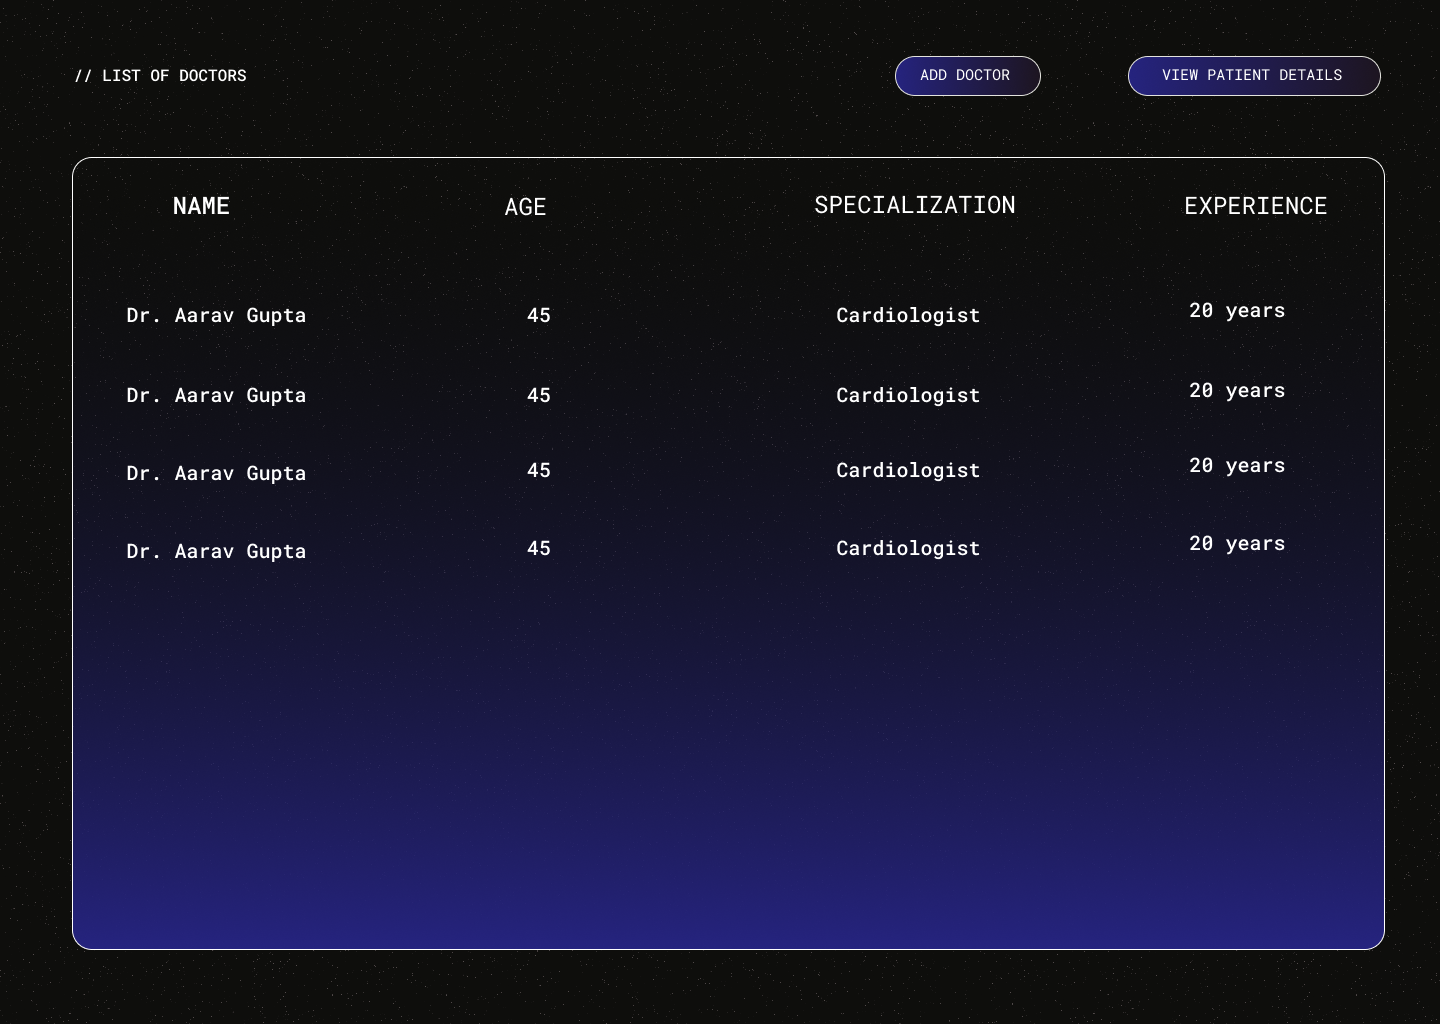 // LIST OF DOCTORS
ADD DOCTOR
VIEW PATIENT DETAILS
NAME AGE SPECIALIZATION EXPERIENCE
Dr. Aarav Gupta 45 Cardiologist 20 years
Dr. Aarav Gupta 45 Cardiologist 20 years
Dr. Aarav Gupta 45 Cardiologist 20 years
Dr. Aarav Gupta 45 Cardiologist 20 years